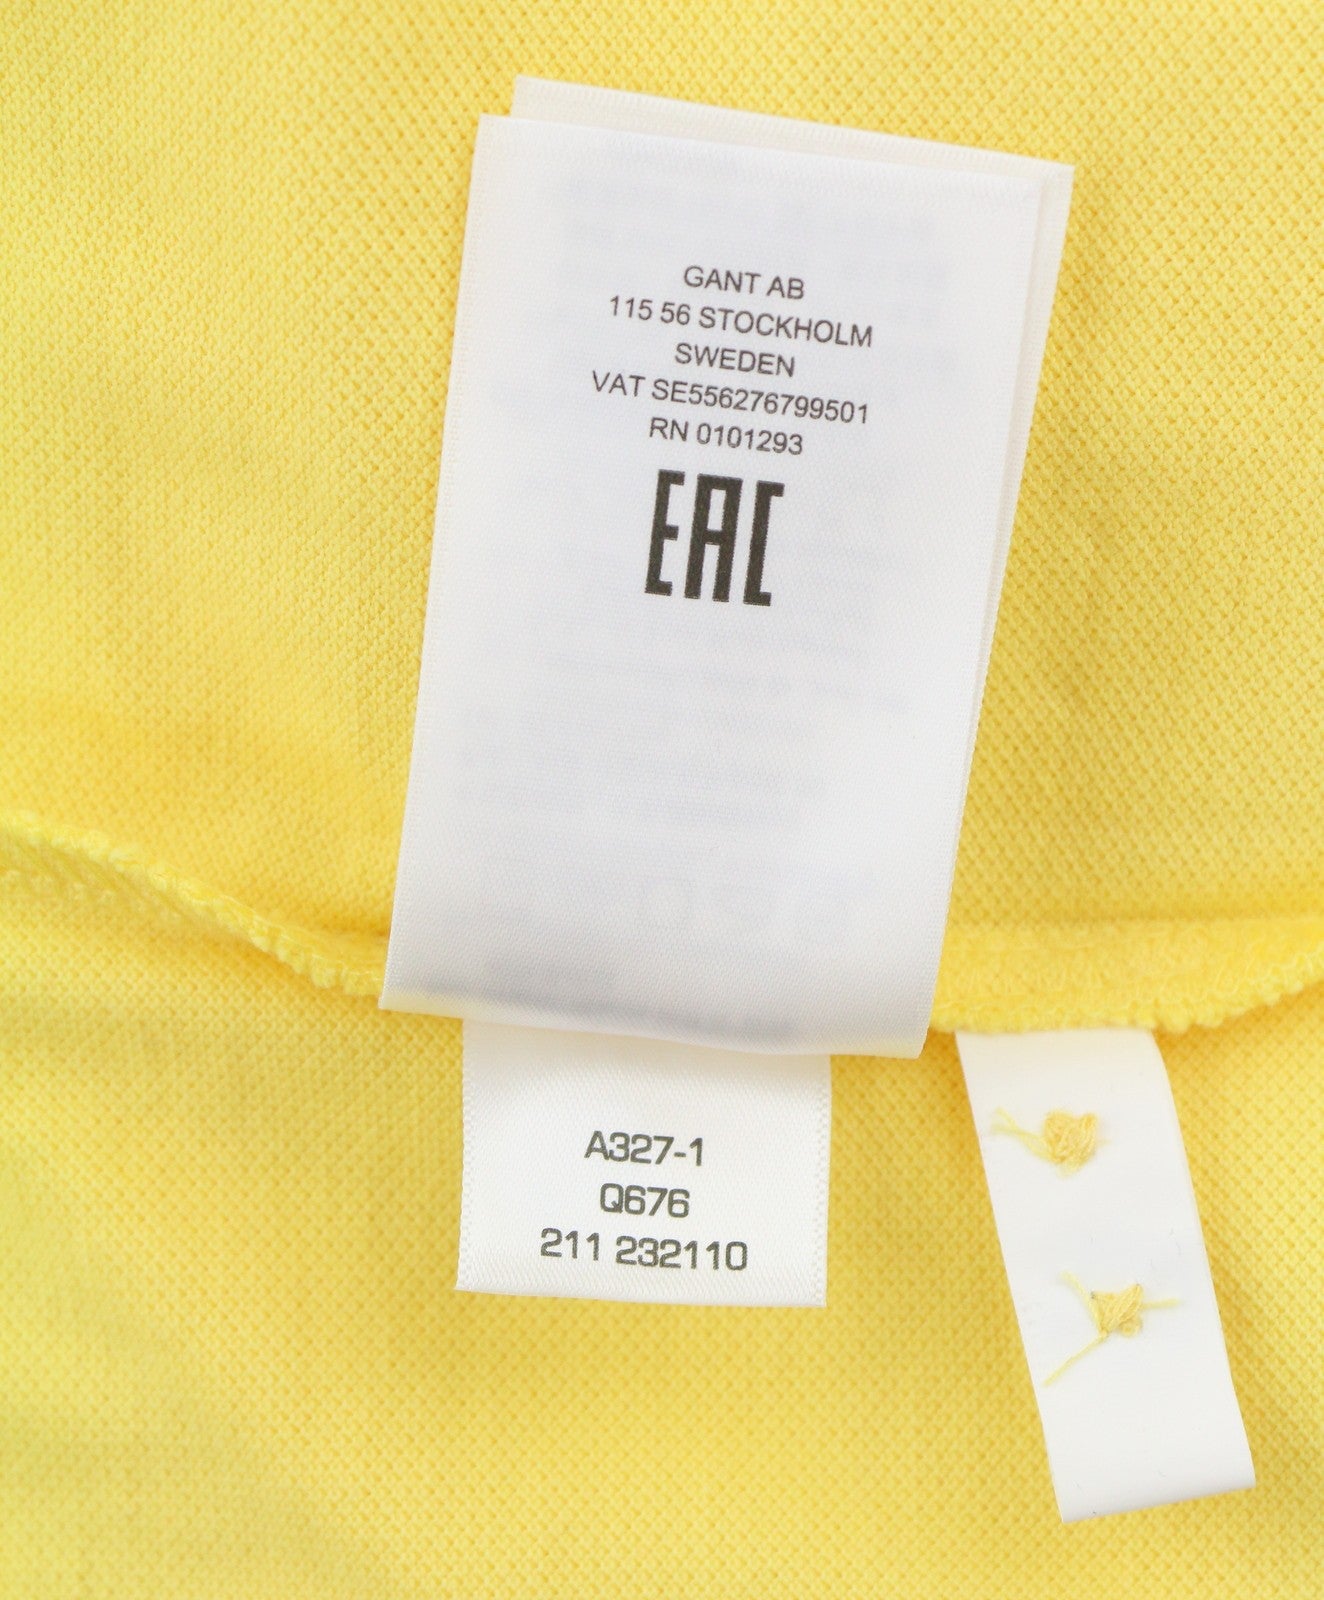 GANT AB
115 56 STOCKHOLM
SWEDEN
VAT SE556276799501
RN 0101293
EAC
A327-1
Q676
211 232110